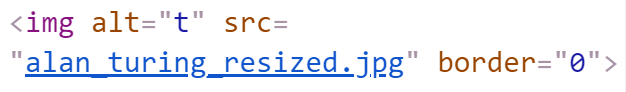 <img alt="t" src=
"alan_turing_resized.jpg" border="0">